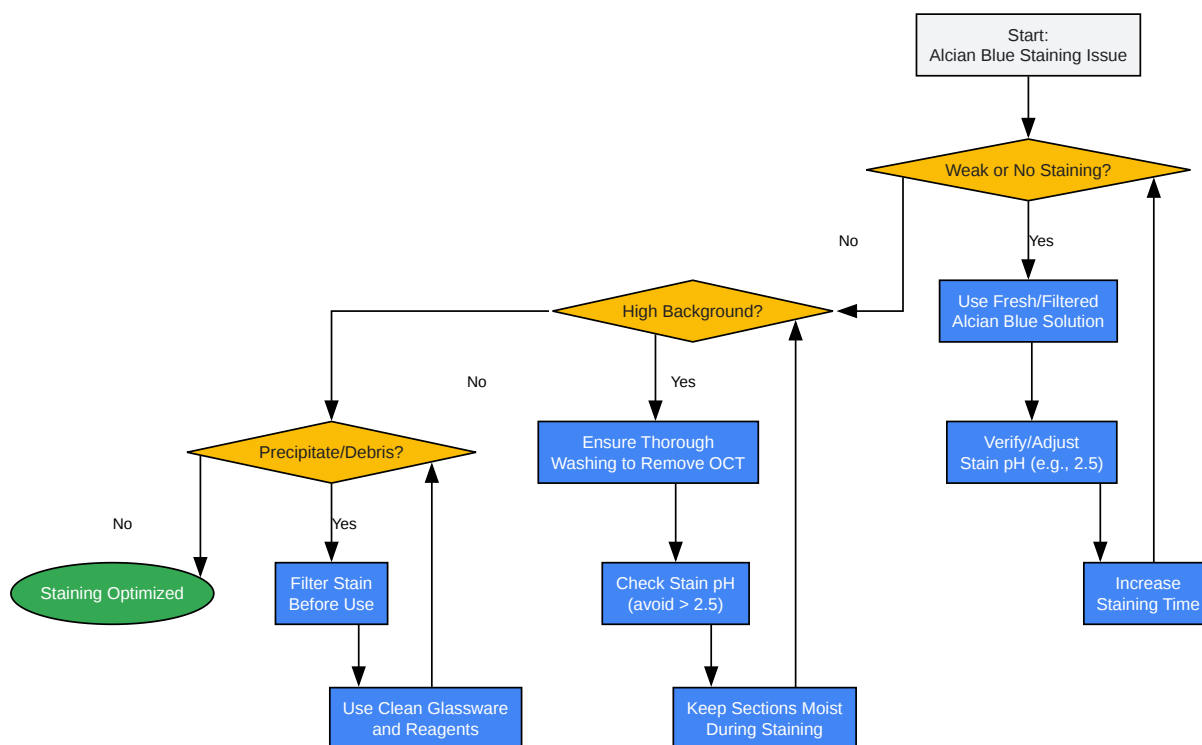 Start:
Alcian Blue Staining Issue
Weak or No Staining?
No
Yes
High Background?
Use Fresh/Filtered
Alcian Blue Solution
No
Yes
Precipitate/Debris?
Ensure Thorough
Washing to Remove OCT
Verify/Adjust
Stain pH (e.g., 2.5)
No
Yes
Staining Optimized
Filter Stain
Before Use
Check Stain pH
(avoid > 2.5)
Increase
Staining Time
Use Clean Glassware
and Reagents
Keep Sections Moist
During Staining